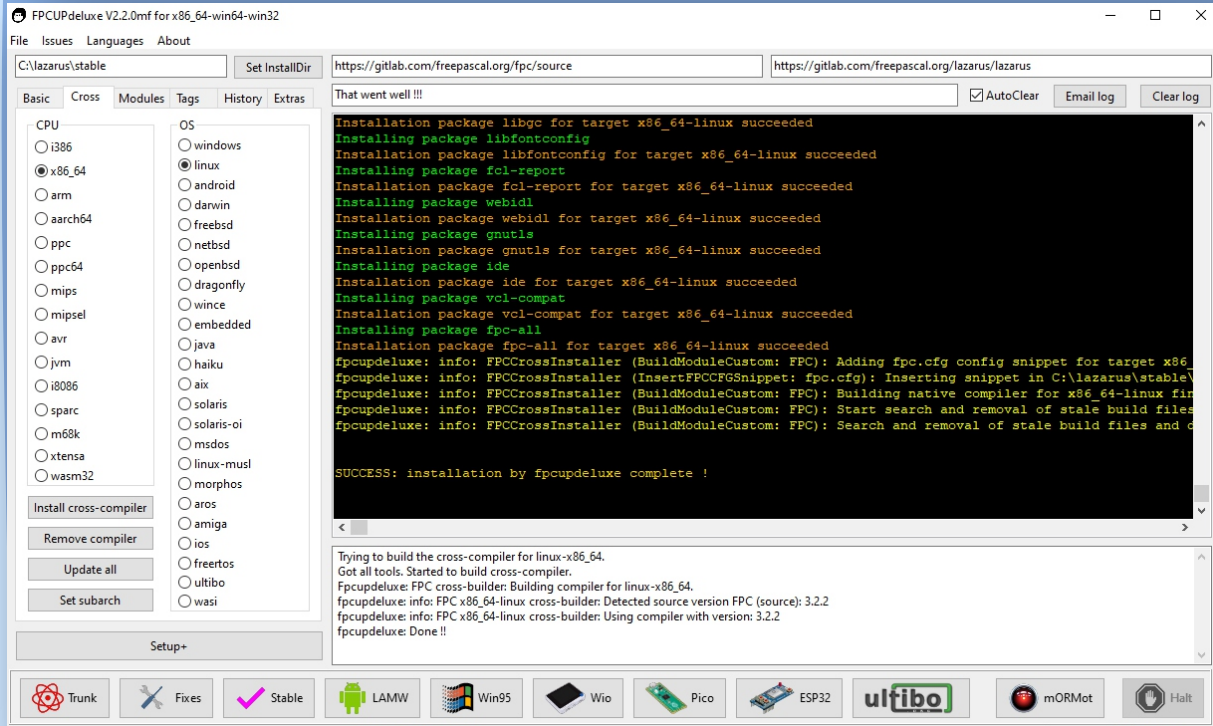 FPCUPdeluxe V2.2.0mf for x86_64-win64-win32
File Issues Languages About
C:\lazarus\stable Set InstallDir https://gitlab.com/freepascal.org/fpc/source https://gitlab.com/freepascal.org/lazarus/lazarus
Basic Cross Modules Tags History Extras
That went well !!! AutoClear Email log Clear log
CPU
i386
x86_64
arm
aarch64
ppc
ppc64
mips
mipsel
avr
jvm
i8086
sparc
m68k
xtensa
wasm32
Install cross-compiler
Remove compiler
Update all
Set subarch
OS
windows
linux
android
darwin
freebsd
netbsd
openbsd
dragonfly
wince
embedded
java
haiku
aix
solaris
solaris-oi
msdos
linux-musl
morphos
aros
amiga
ios
freertos
ultibo
wasi
Setup+
Installation package libgc for target x86_64-linux succeeded
Installing package libfontconfig
Installation package libfontconfig for target x86_64-linux succeeded
Installing package fcl-report
Installation package fcl-report for target x86_64-linux succeeded
Installing package webidl
Installation package webidl for target x86_64-linux succeeded
Installing package gnutls
Installation package gnutls for target x86_64-linux succeeded
Installing package ide
Installation package ide for target x86_64-linux succeeded
Installing package vcl-compat
Installation package vcl-compat for target x86_64-linux succeeded
Installing package fpc-all
Installation package fpc-all for target x86_64-linux succeeded
fpcupdeluxe: info: FPCCrossInstaller (BuildModuleCustom: FPC): Adding fpc.cfg config snippet for target x86_
fpcupdeluxe: info: FPCCrossInstaller (InsertFPCCFGSnippet: fpc.cfg): Inserting snippet in C:\lazarus\stable\
fpcupdeluxe: info: FPCCrossInstaller (BuildModuleCustom: FPC): Building native compiler for x86_64-linux fin
fpcupdeluxe: info: FPCCrossInstaller (BuildModuleCustom: FPC): Start search and removal of stale build files
fpcupdeluxe: info: FPCCrossInstaller (BuildModuleCustom: FPC): Search and removal of stale build files and d
SUCCESS: installation by fpcupdeluxe complete !
Trying to build the cross-compiler for linux-x86_64.
Got all tools. Started to build cross-compiler.
Fpcupdeluxe: FPC cross-builder: Building compiler for linux-x86_64.
fpcupdeluxe: info: FPC x86_64-linux cross-builder: Detected source version FPC (source): 3.2.2
fpcupdeluxe: info: FPC x86_64-linux cross-builder: Using compiler with version: 3.2.2
fpcupdeluxe: Done !!
Trunk Fixes Stable LAMW Win95 Wio Pico ESP32 ultibo mORMot Halt